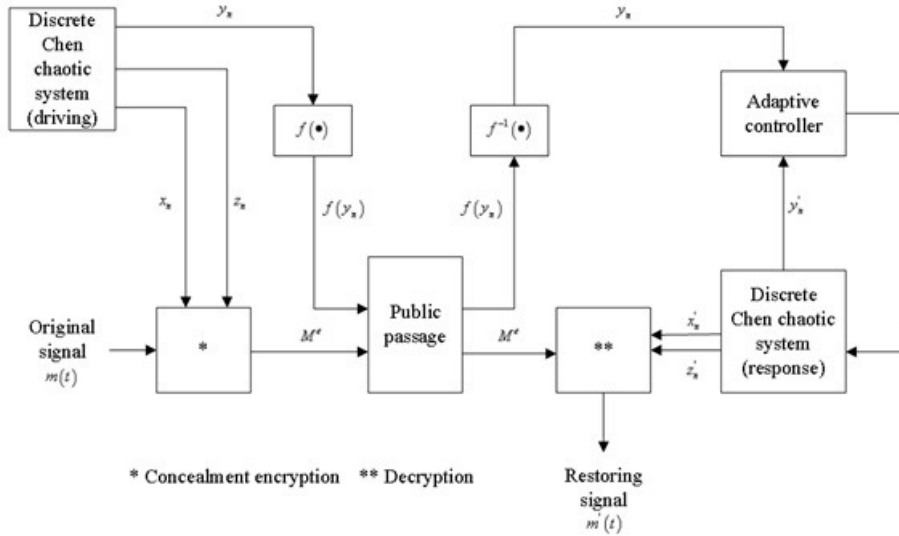 Discrete
Chen
chaotic
system
(driving)
yₙ
f(•)
xₙ
zₙ
f(yₙ)
yₙ
f⁻¹(•)
f(yₙ)
Adaptive
controller
y'ₙ
Original
signal
m(t)
*
Mᵉ
Public
passage
Mᵉ
**
x'ₙ
z'ₙ
Discrete
Chen chaotic
system
(response)
* Concealment encryption
** Decryption
Restoring
signal
m'(t)